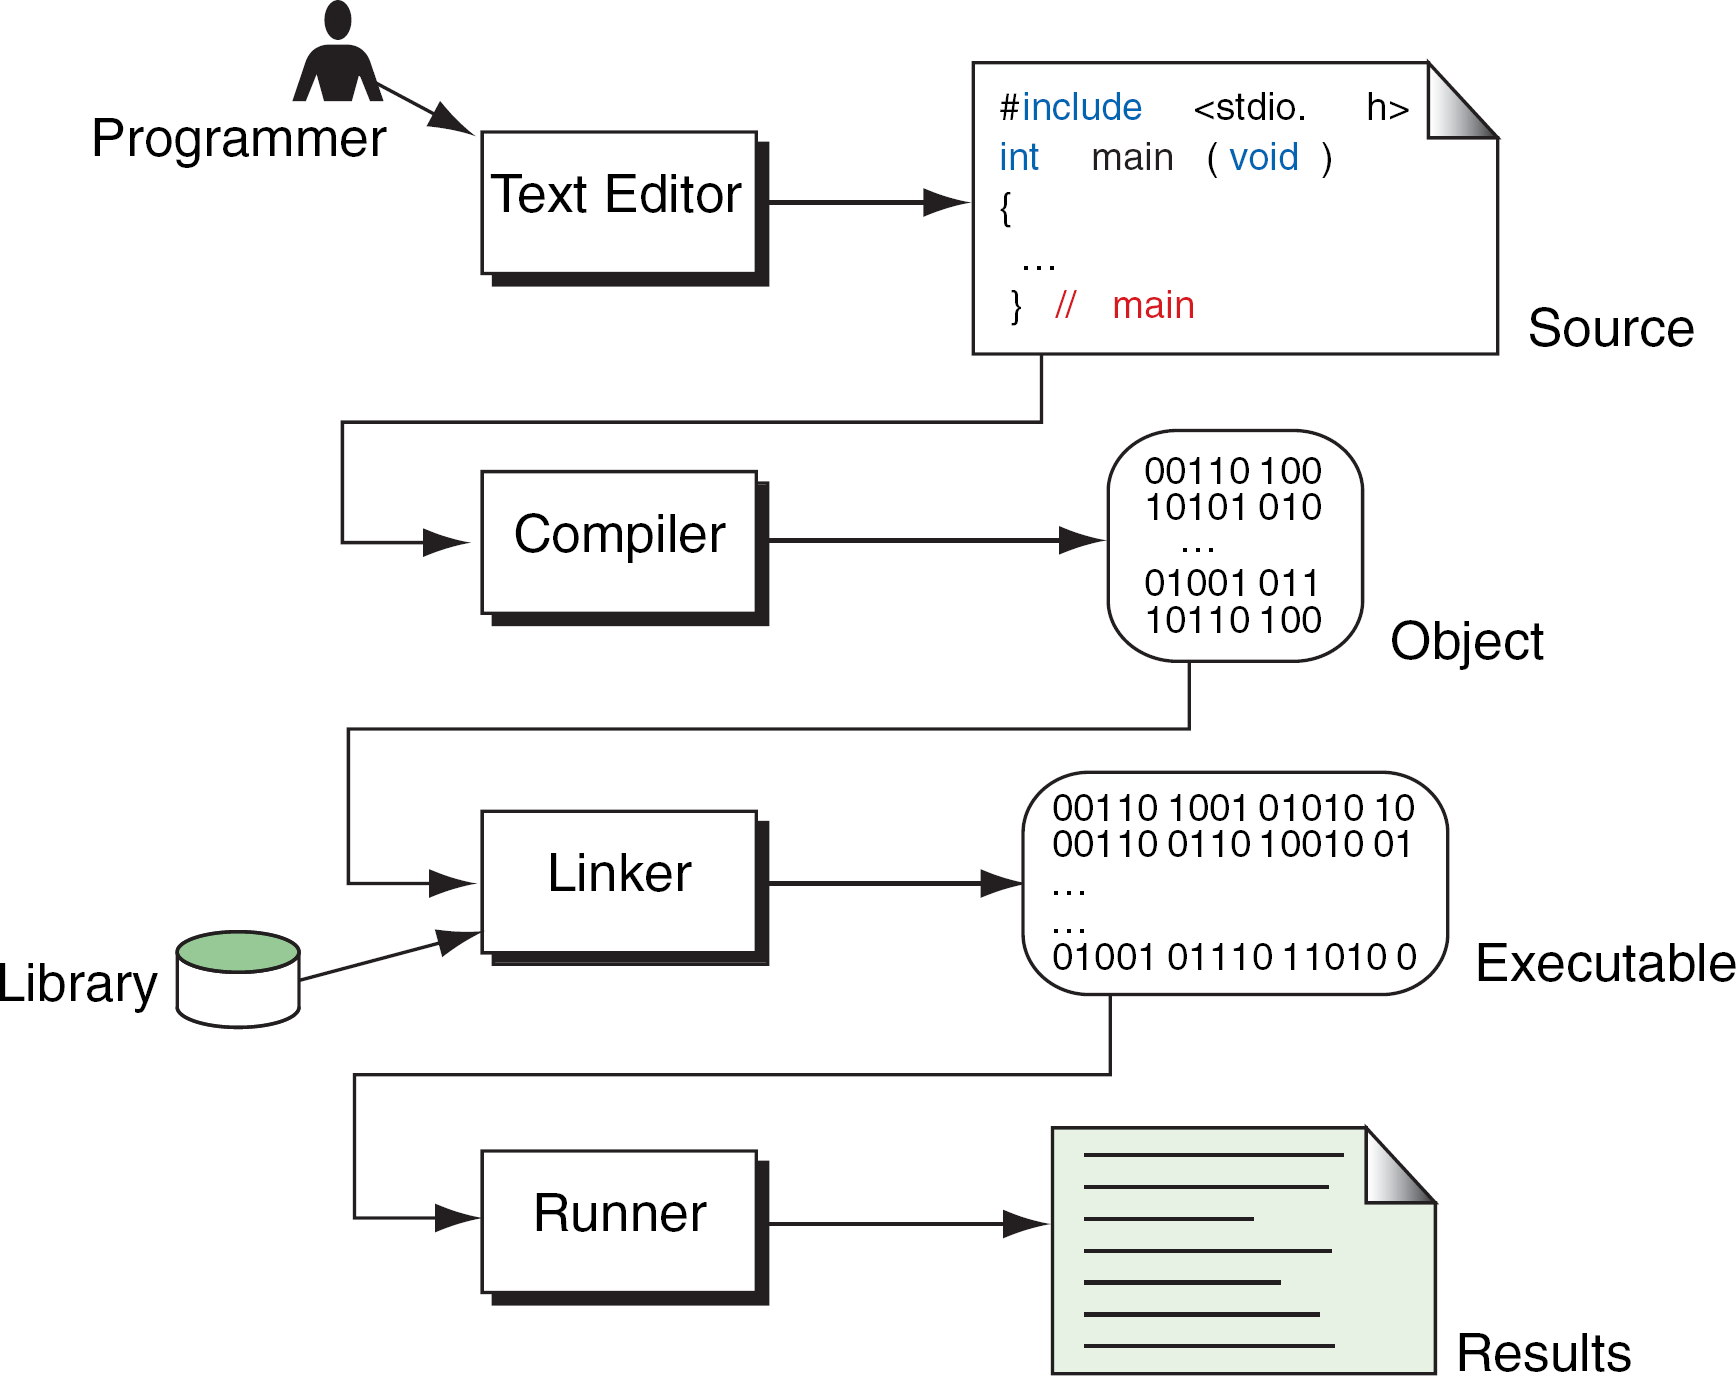 Programmer
Text Editor
#include <stdio. h>
int main ( void )
{
...
} // main
Source
Compiler
00110 100
10101 010
...
01001 011
10110 100
Object
Linker
Library
00110 1001 01010 10
00110 0110 10010 01
...
...
01001 01110 11010 0
Executable
Runner
Results